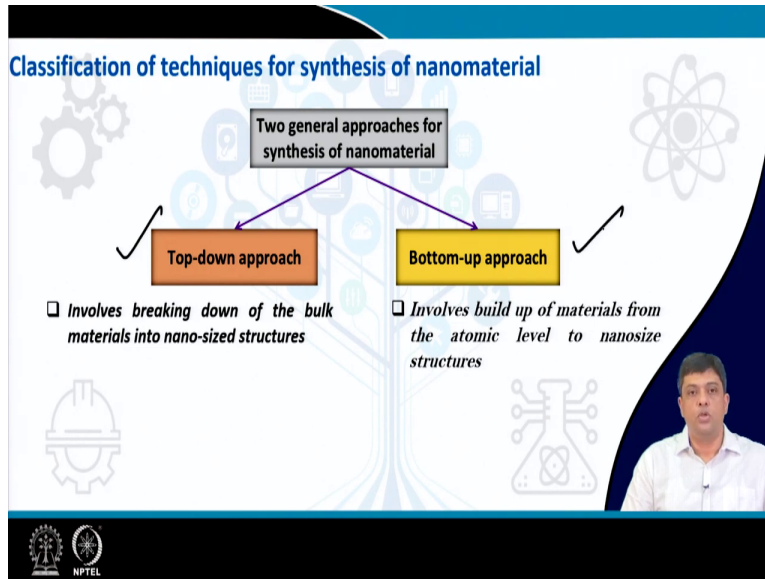 Classification of techniques for synthesis of nanomaterial
Two general approaches for
synthesis of nanomaterial
Top-down approach
Involves breaking down of the bulk
materials into nano-sized structures
Bottom-up approach
Involves build up of materials from
the atomic level to nanosize
structures
NPTEL